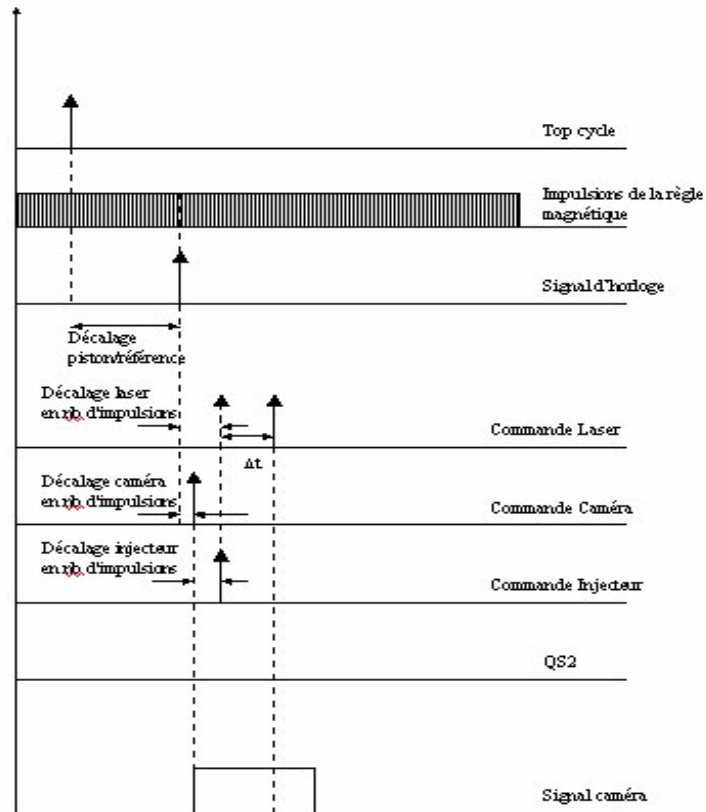 Top cycle
Impulsions de la règle
magnétique
Signal d'horloge
Décalage
piston/référence
Décalage laser
en nb. d'impulsions
Commande Laser
Δt
Décalage caméra
en nb. d'impulsions
Commande Caméra
Décalage injecteur
en nb. d'impulsions
Commande Injecteur
QS2
Signal caméra